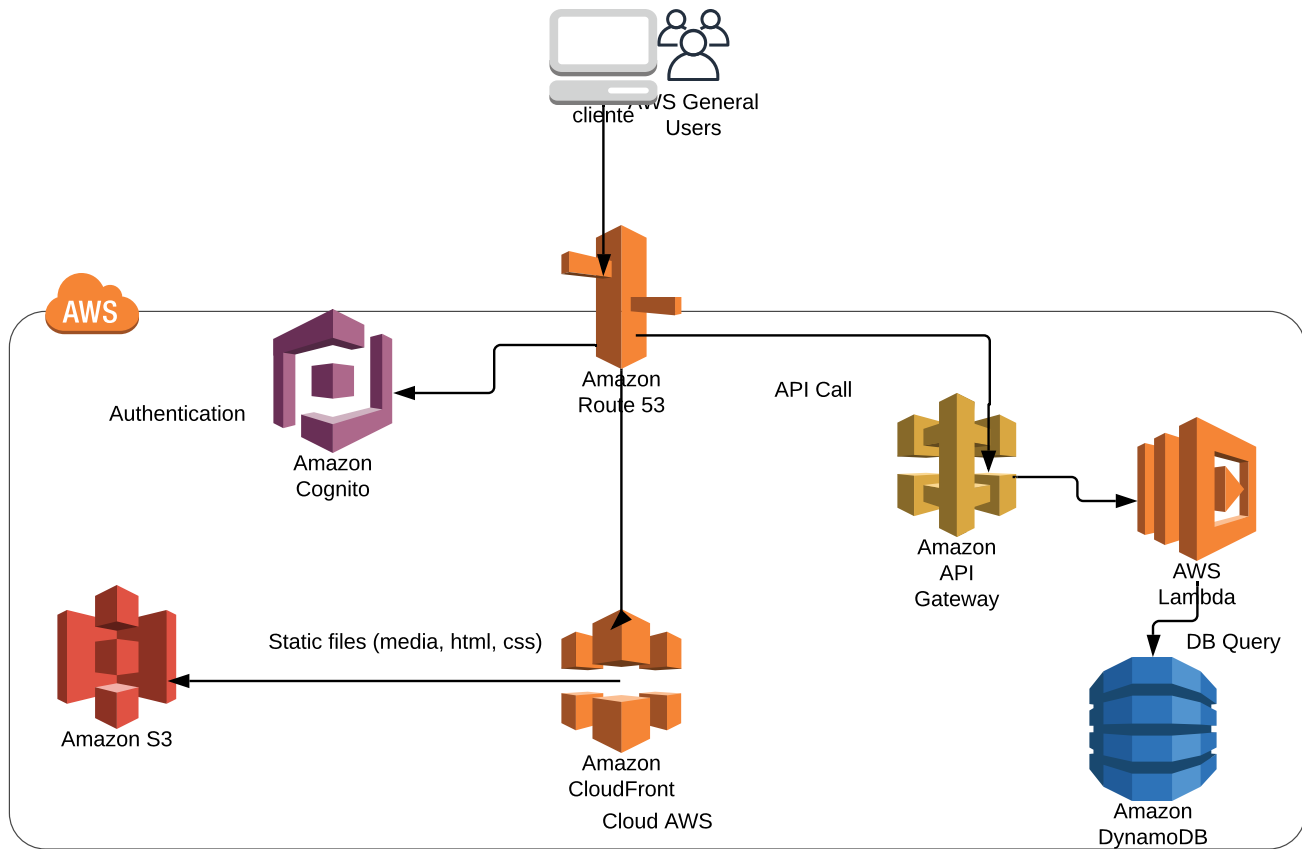 cliente
AWS General
Users
AWS
Amazon
Route 53
API Call
Authentication
Amazon
Cognito
Amazon
API
Gateway
AWS
Lambda
Static files (media, html, css)
DB Query
Amazon S3
Amazon
CloudFront
Cloud AWS
Amazon
DynamoDB